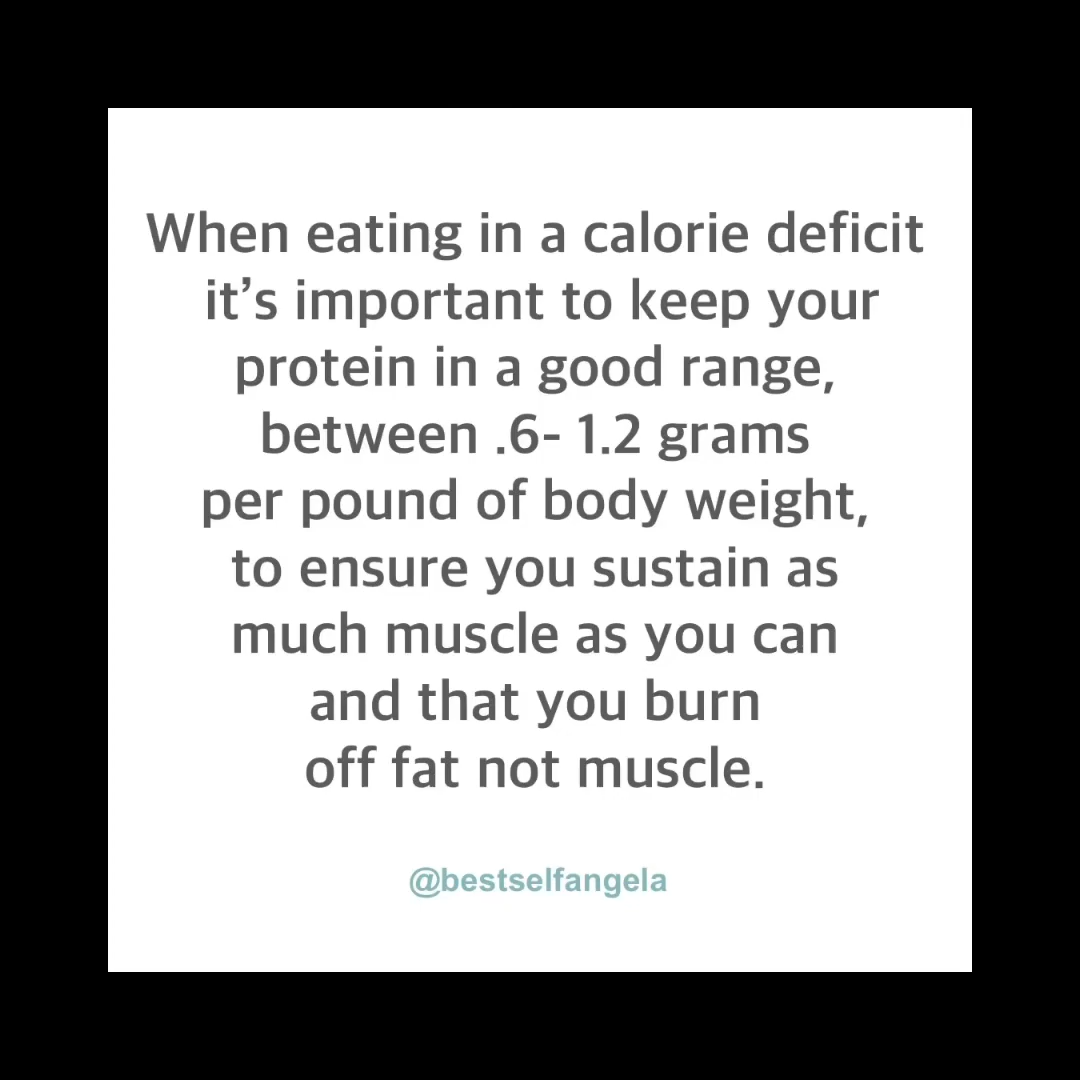 When eating in a calorie deficit
it’s important to keep your
protein in a good range,
between .6- 1.2 grams
per pound of body weight,
to ensure you sustain as
much muscle as you can
and that you burn
off fat not muscle.
@bestselfangela